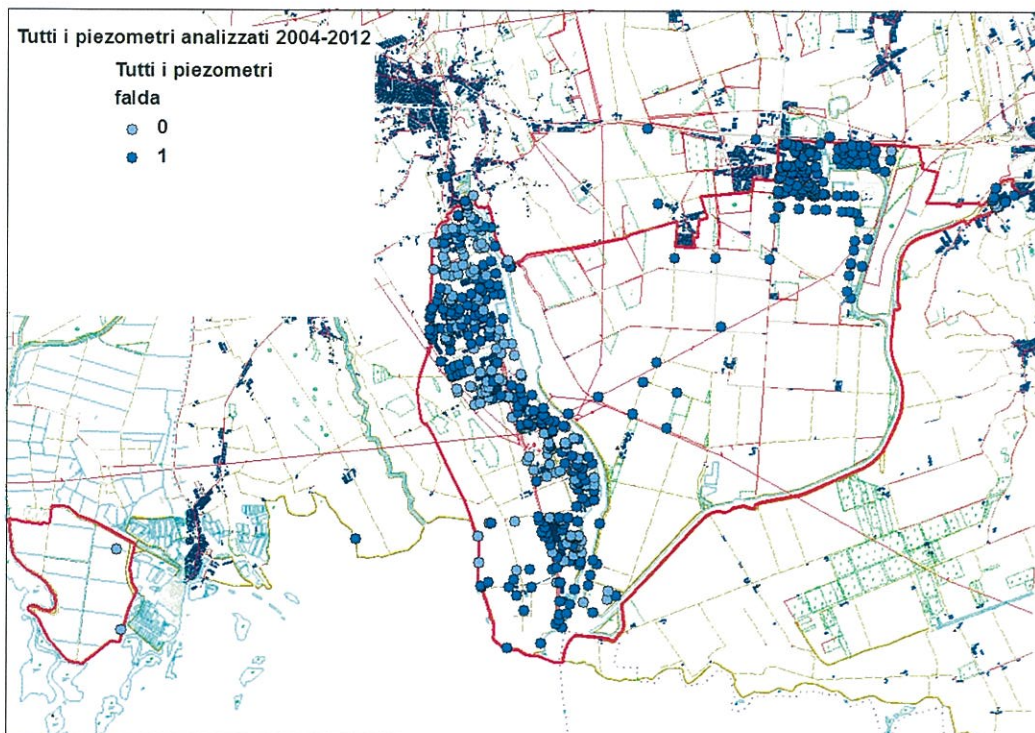 Tutti i piezometri analizzati 2004-2012
Tutti i piezometri
falda
0
1